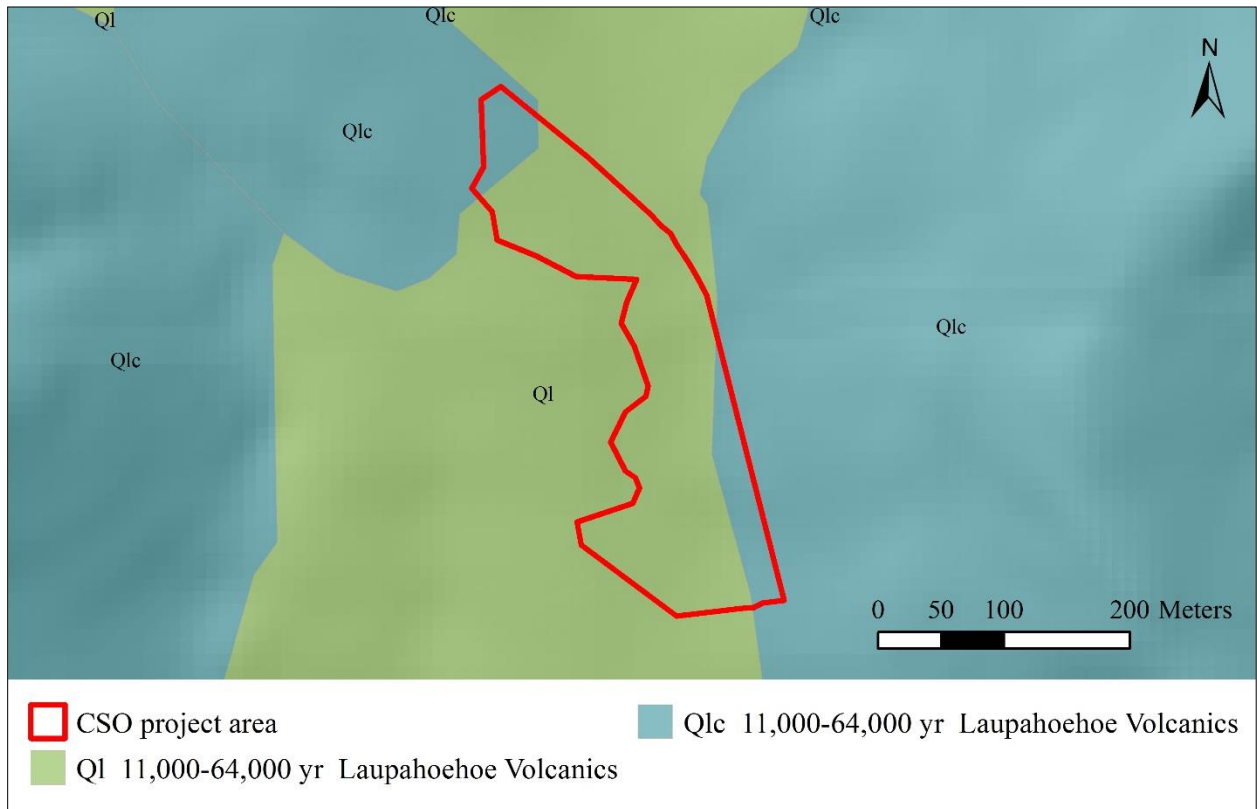 Ql
Qlc
Qlc
N
Qlc
Qlc
Qlc
Ql
0 50 100 200 Meters
CSO project area
Qlc 11,000-64,000 yr Laupahoehoe Volcanics
Ql 11,000-64,000 yr Laupahoehoe Volcanics